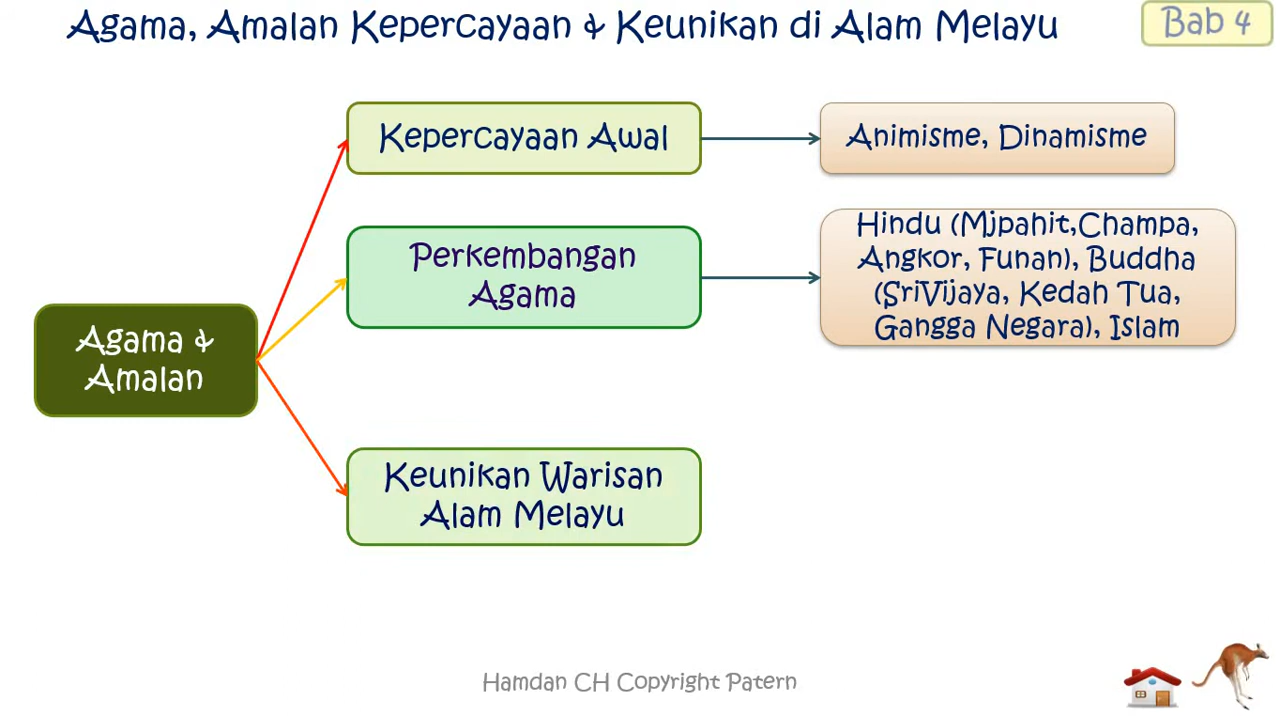 Agama, Amalan Kepercayaan & Keunikan di Alam Melayu
Bab 4
Kepercayaan Awal
Animisme, Dinamisme
Perkembangan
Agama
Hindu (Mjpahit,Champa,
Angkor, Funan), Buddha
(SriVijaya, Kedah Tua,
Gangga Negara), Islam
Agama &
Amalan
Keunikan Warisan
Alam Melayu
Hamdan CH Copyright Patern